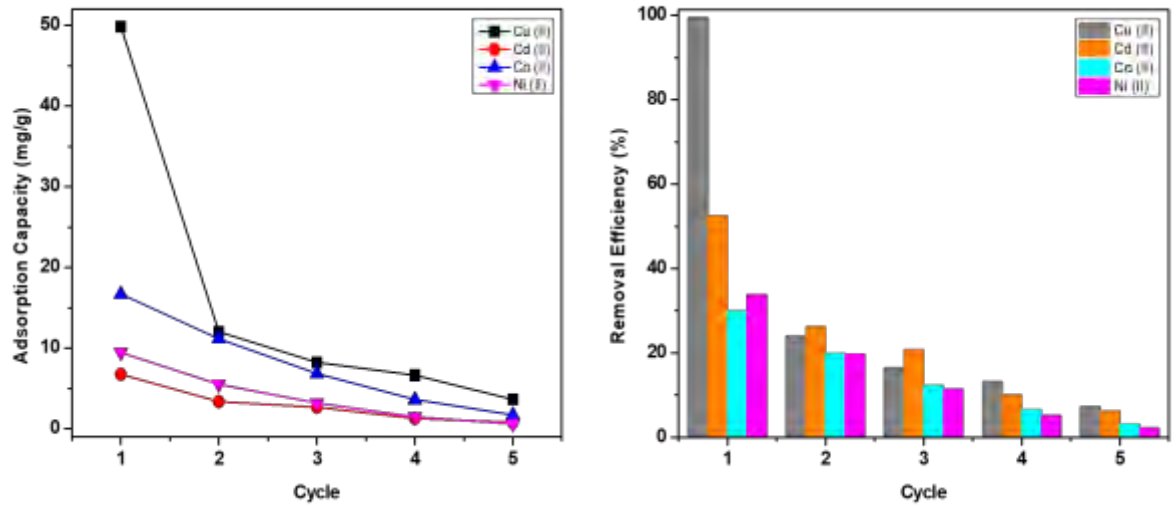 Adsorption Capacity (mg/g)
50
40
30
20
10
0
1 2 3 4 5
Cycle
Cu (II)
Cd (II)
Co (II)
Ni (II)
Removal Efficiency (%)
100
80
60
40
20
0
1 2 3 4 5
Cycle
Cu (II)
Cd (II)
Co (II)
Ni (II)